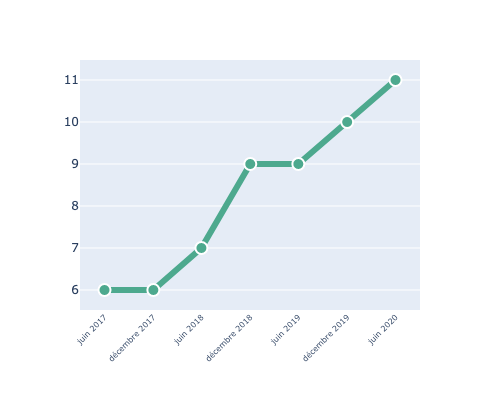 11
10
9
8
7
6
juin 2017
décembre 2017
juin 2018
décembre 2018
juin 2019
décembre 2019
juin 2020